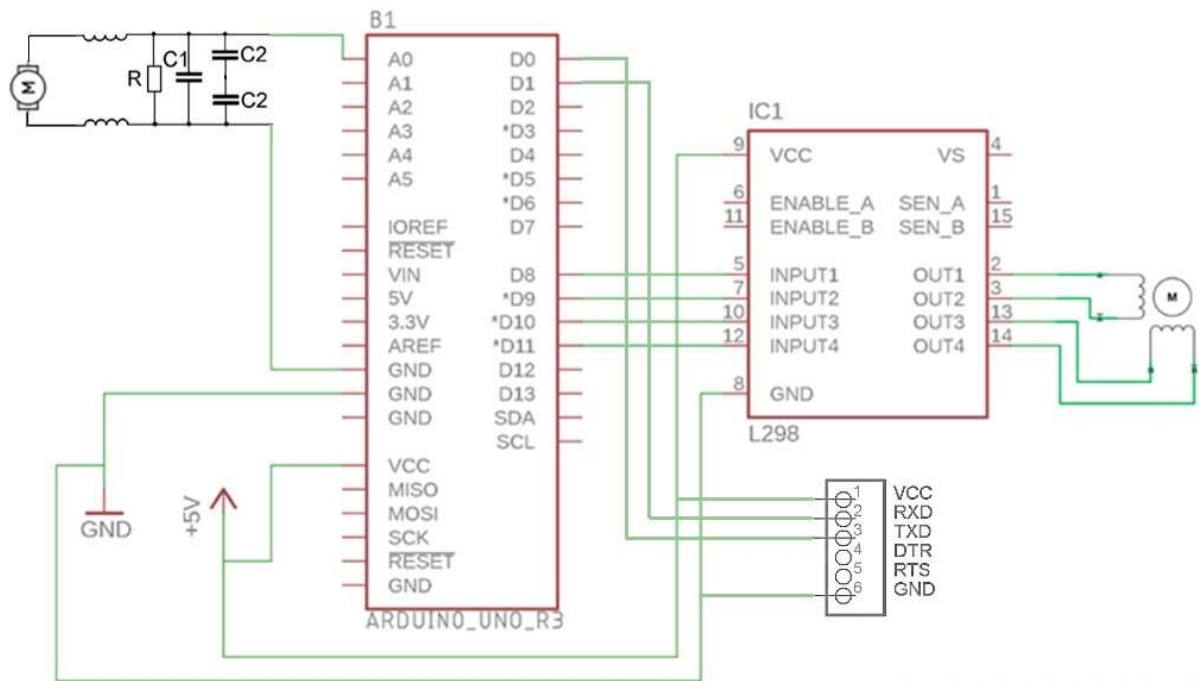 B1
M
R
C1
C2
C2
A0
A1
A2
A3
A4
A5
IOREF
RESET
VIN
5V
3.3V
AREF
GND
GND
GND
VCC
MISO
MOSI
SCK
RESET
GND
D0
D1
D2
*D3
D4
*D5
*D6
D7
D8
*D9
*D10
*D11
D12
D13
SDA
SCL
ARDUINO_UNO_R3
GND
+5V
IC1
9 VCC VS 4
6 ENABLE_A SEN_A 1
11 ENABLE_B SEN_B 15
5 INPUT1 OUT1 2
7 INPUT2 OUT2 3
10 INPUT3 OUT3 13
12 INPUT4 OUT4 14
8 GND
L298
M
1 VCC
2 RXD
3 TXD
4 DTR
5 RTS
6 GND